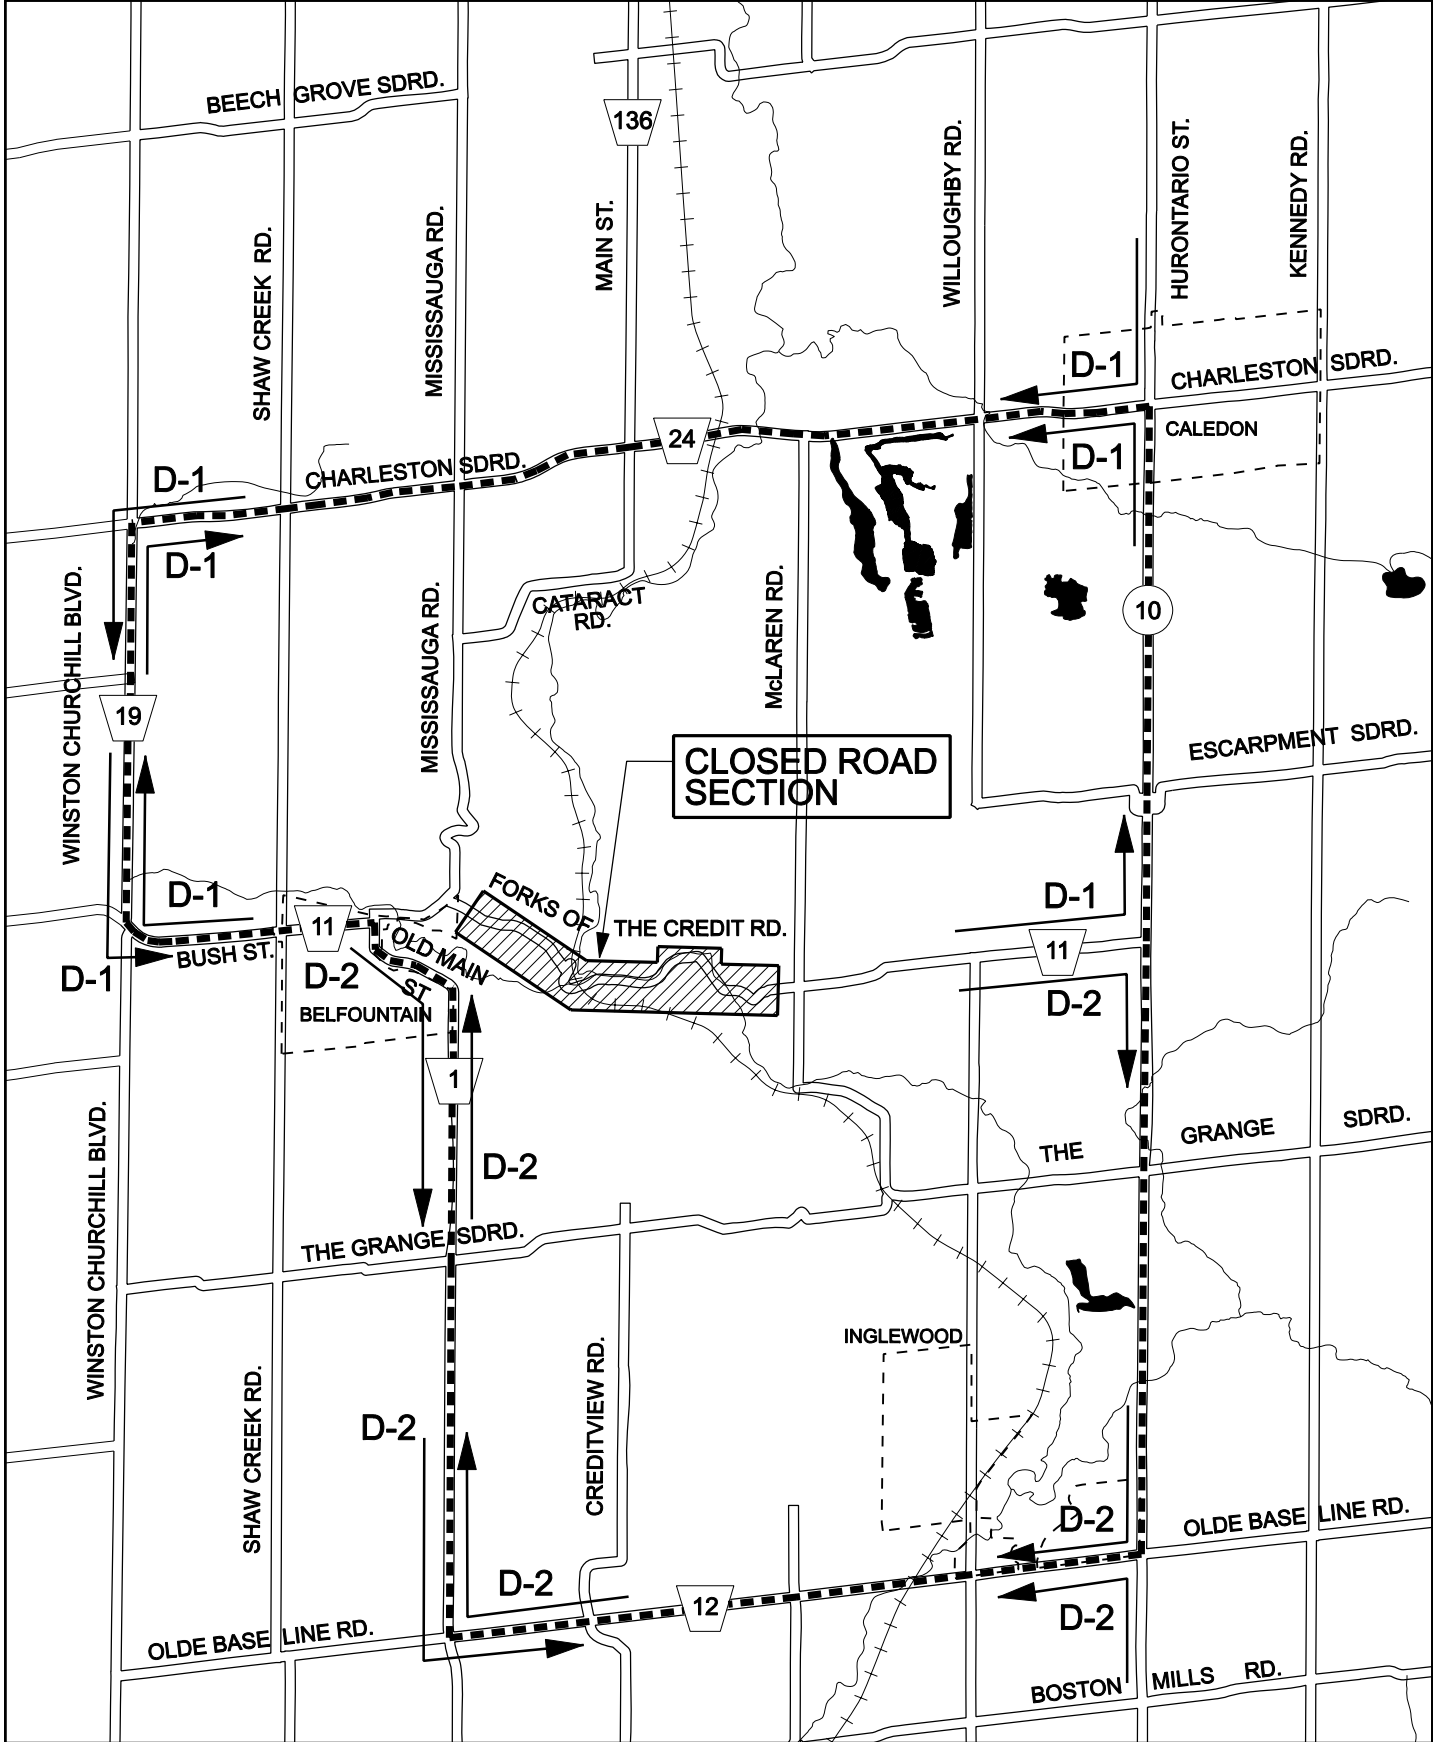 BEECH GROVE SDRD.
136
SHAW CREEK RD.
MISSISSAUGA RD.
MAIN ST.
WILLOUGHBY RD.
HURONTARIO ST.
KENNEDY RD.
D-1
CHARLESTON SDRD.
24
CALEDON
D-1
CHARLESTON SDRD.
D-1
D-1
WINSTON CHURCHILL BLVD.
MISSISSAUGA RD.
CATARACT
RD.
McLAREN RD.
10
19
ESCARPMENT SDRD.
CLOSED ROAD
SECTION
D-1
D-1
11
FORKS OF
THE CREDIT RD.
11
D-1
BUSH ST.
D-2
OLD MAIN
ST
BELFOUNTAIN
D-2
1
WINSTON CHURCHILL BLVD.
D-2
THE GRANGE SDRD.
THE GRANGE SDRD.
INGLEWOOD
SHAW CREEK RD.
D-2
CREDITVIEW RD.
D-2
OLDE BASE LINE RD.
D-2
12
D-2
OLDE BASE LINE RD.
BOSTON MILLS RD.